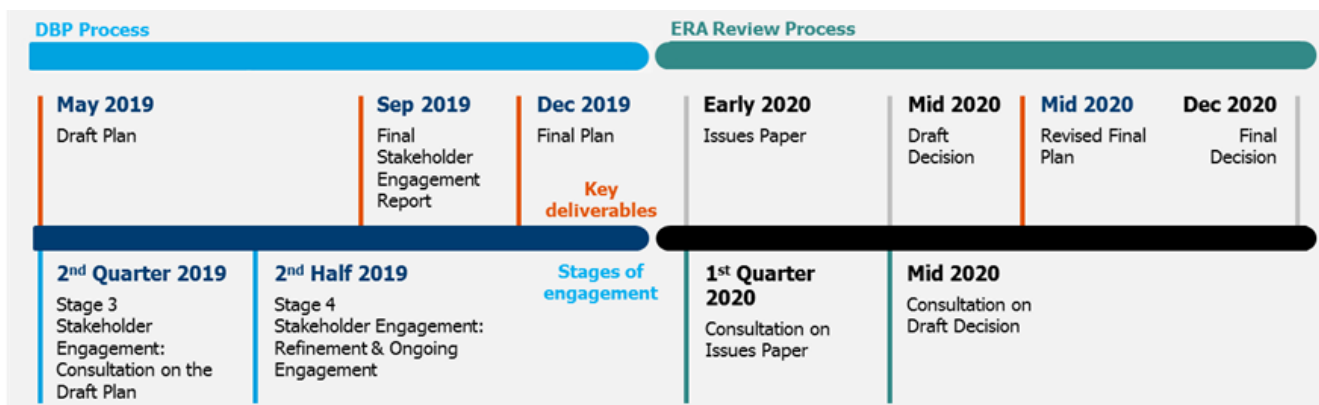 DBP Process
ERA Review Process
May 2019
Draft Plan
Sep 2019
Final
Stakeholder
Engagement
Report
Dec 2019
Final Plan
Key
deliverables
Early 2020
Issues Paper
Mid 2020
Draft
Decision
Mid 2020
Revised Final
Plan
Dec 2020
Final
Decision
2nd Quarter 2019
Stage 3
Stakeholder
Engagement:
Consultation on the
Draft Plan
2nd Half 2019
Stage 4
Stakeholder Engagement:
Refinement & Ongoing
Engagement
Stages of
engagement
1st Quarter
2020
Consultation on
Issues Paper
Mid 2020
Consultation on
Draft Decision